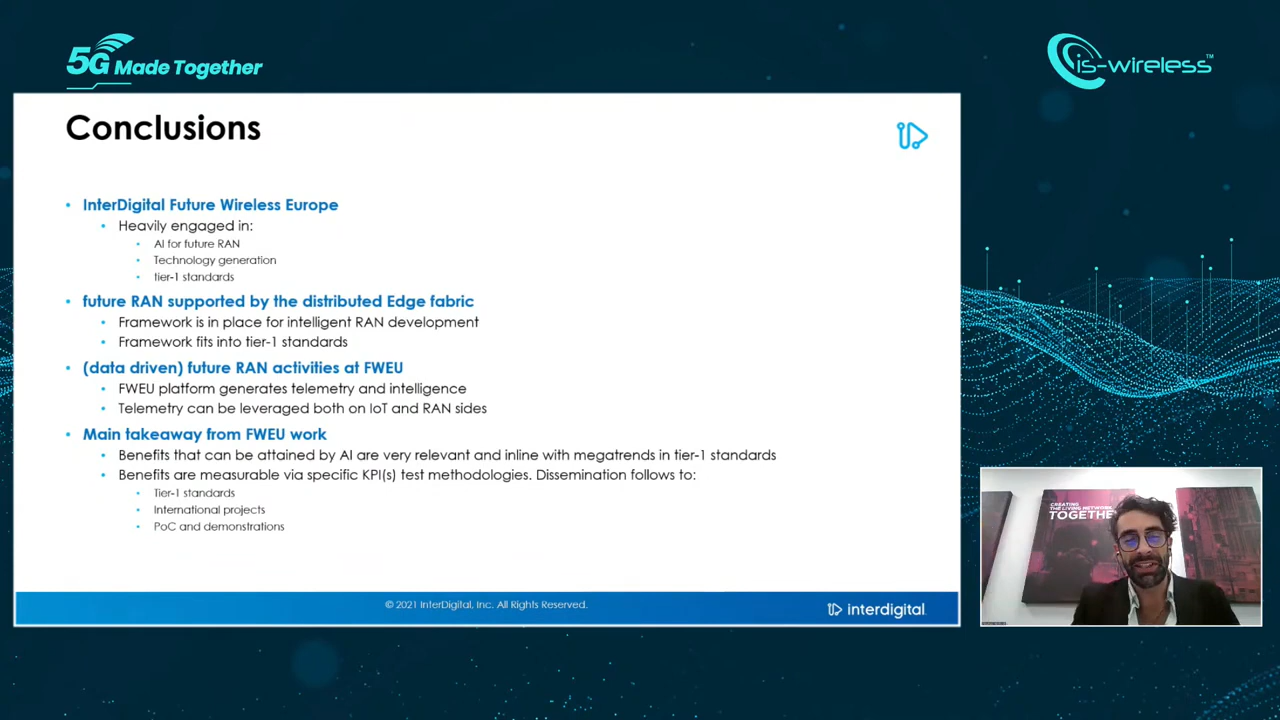 5G Made Together
is-wireless™
Conclusions
InterDigital Future Wireless Europe
Heavily engaged in:
AI for future RAN
Technology generation
tier-1 standards
future RAN supported by the distributed Edge fabric
Framework is in place for intelligent RAN development
Framework fits into tier-1 standards
(data driven) future RAN activities at FWEU
FWEU platform generates telemetry and intelligence
Telemetry can be leveraged both on IoT and RAN sides
Main takeaway from FWEU work
Benefits that can be attained by AI are very relevant and inline with megatrends in tier-1 standards
Benefits are measurable via specific KPI(s) test methodologies. Dissemination follows to:
Tier-1 standards
International projects
PoC and demonstrations
CREATING
THE LIVING NETWORK,
TOGETHE
© 2021 InterDigital, Inc. All Rights Reserved.
interdigital